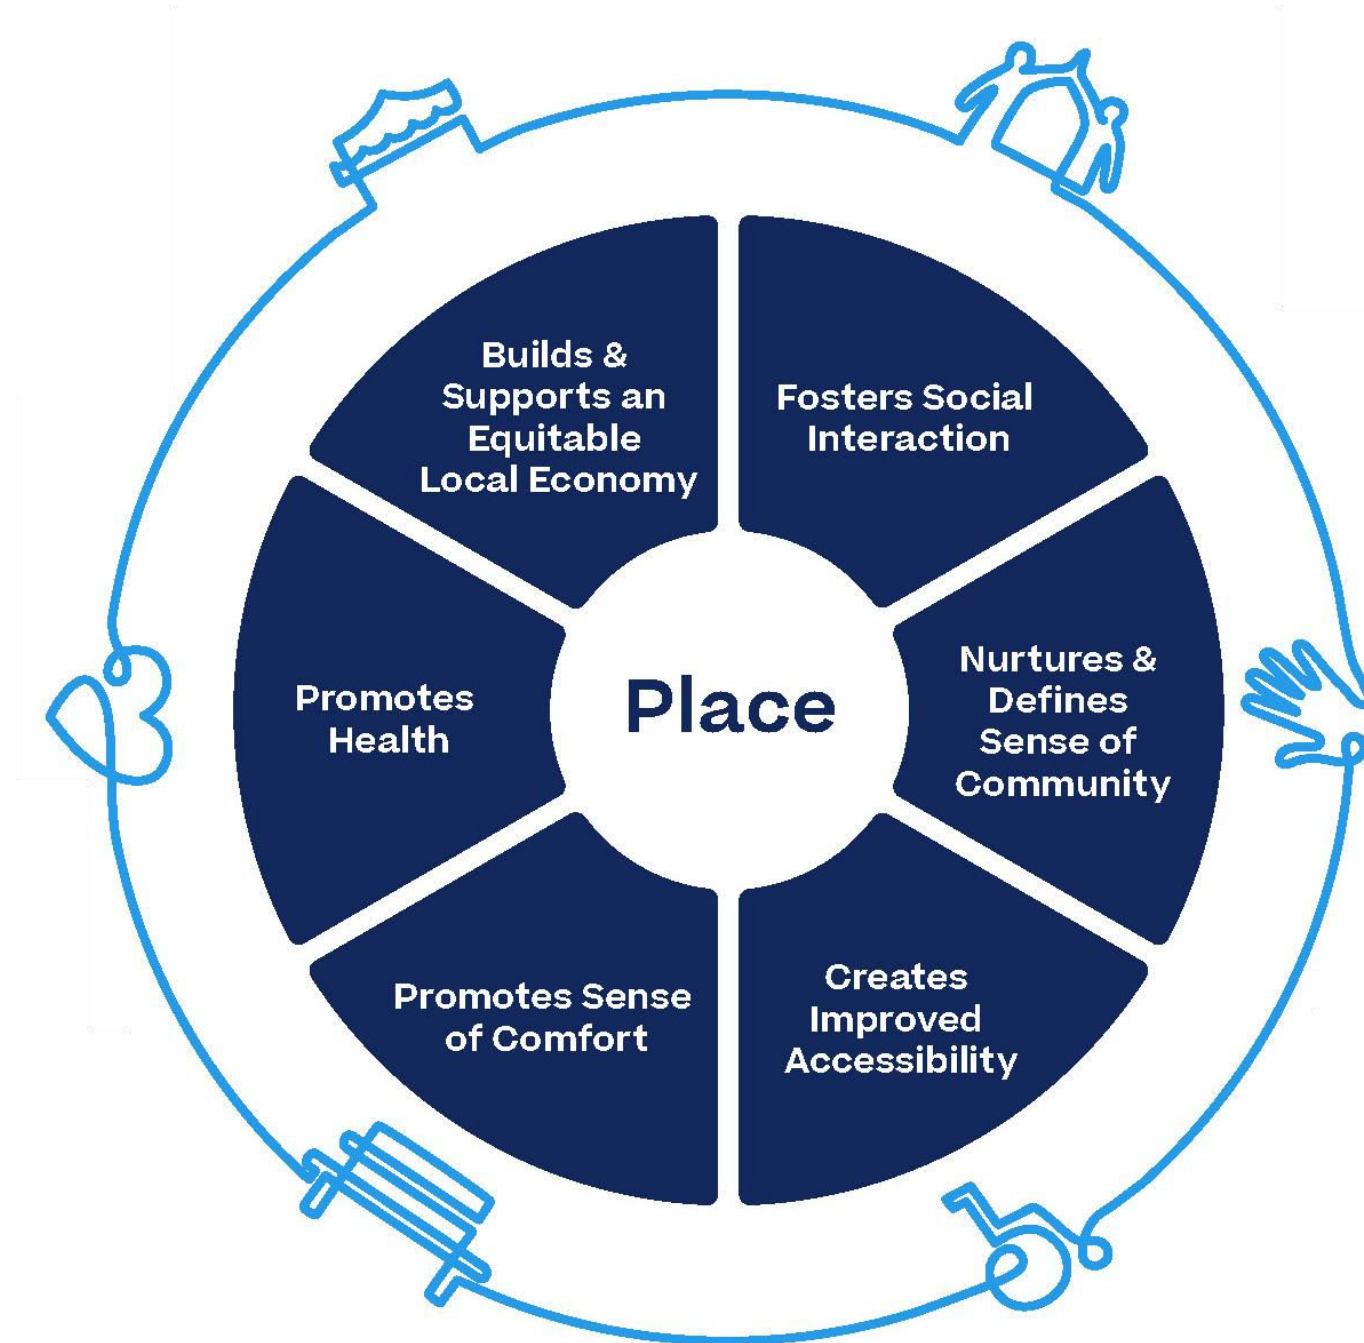 Builds &
Supports an
Equitable
Local Economy
Fosters Social
Interaction
Nurtures &
Defines
Sense of
Community
Creates
Improved
Accessibility
Promotes Sense
of Comfort
Promotes
Health
Place